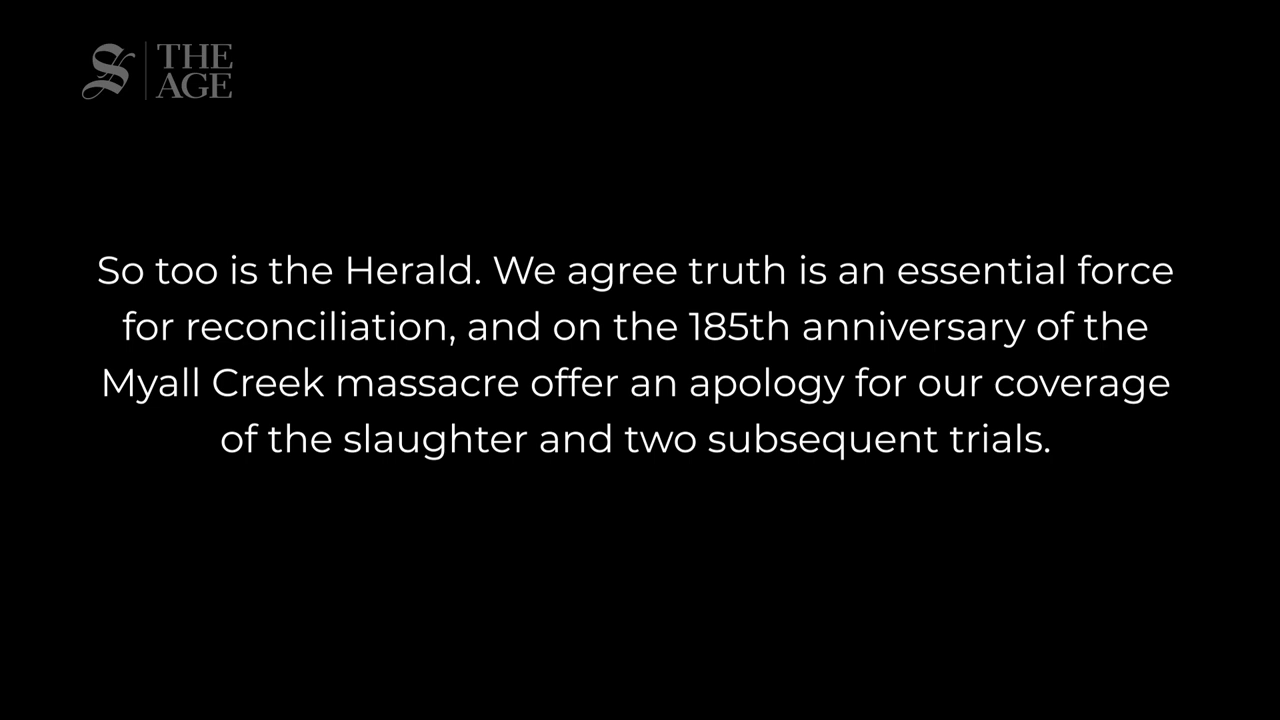 THE
AGE
So too is the Herald. We agree truth is an essential force
for reconciliation, and on the 185th anniversary of the
Myall Creek massacre offer an apology for our coverage
of the slaughter and two subsequent trials.